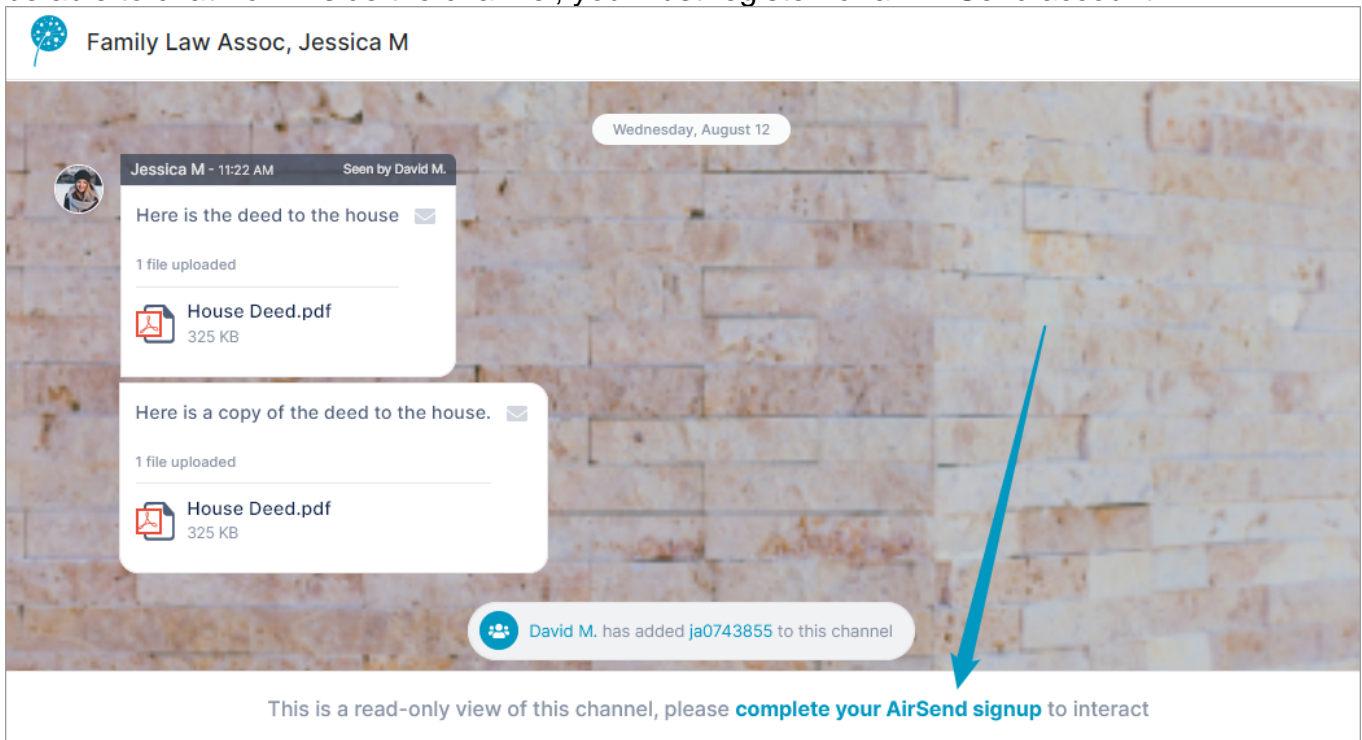 Family Law Assoc, Jessica M
Wednesday, August 12
Jessica M - 11:22 AM Seen by David M.
Here is the deed to the house
1 file uploaded
House Deed.pdf
325 KB
Here is a copy of the deed to the house.
1 file uploaded
House Deed.pdf
325 KB
David M. has added ja0743855 to this channel
This is a read-only view of this channel, please complete your AirSend signup to interact